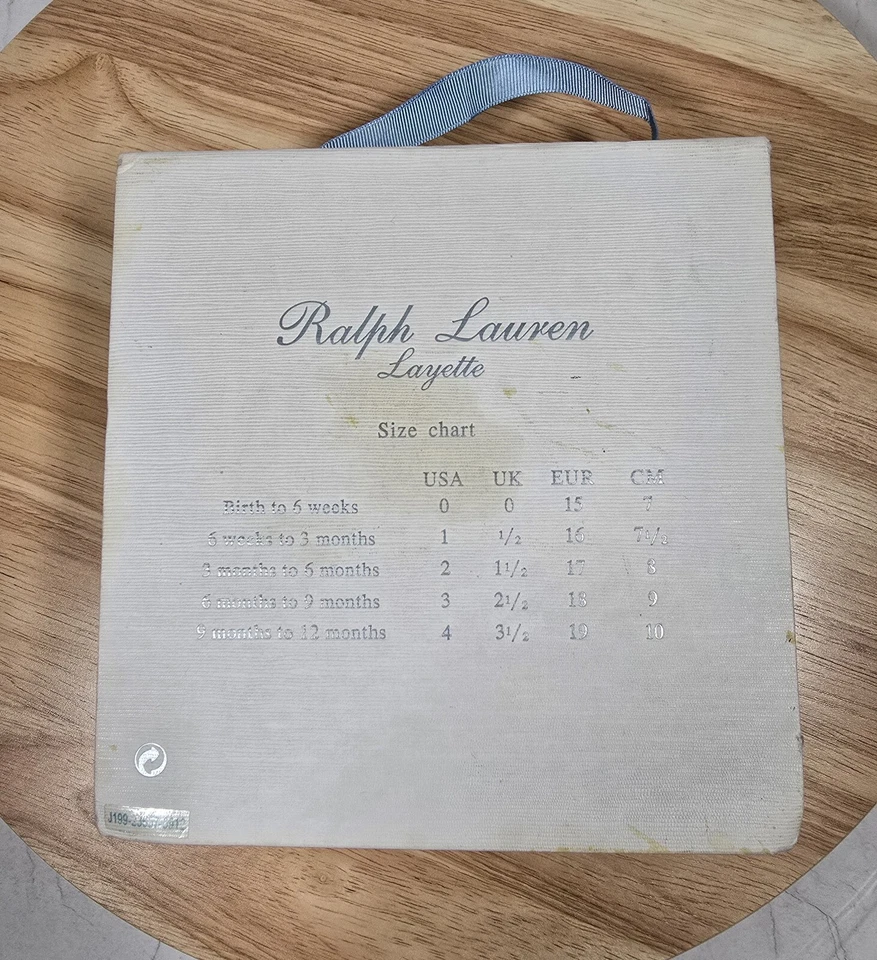 Ralph Lauren
Layette
Size chart
USA UK EUR CM
Birth to 6 weeks 0 0 15 7
6 weeks to 3 months 1 1/2 16 7 1/2
3 months to 6 months 2 1 1/2 17 8
6 months to 9 months 3 2 1/2 18 9
9 months to 12 months 4 3 1/2 19 10